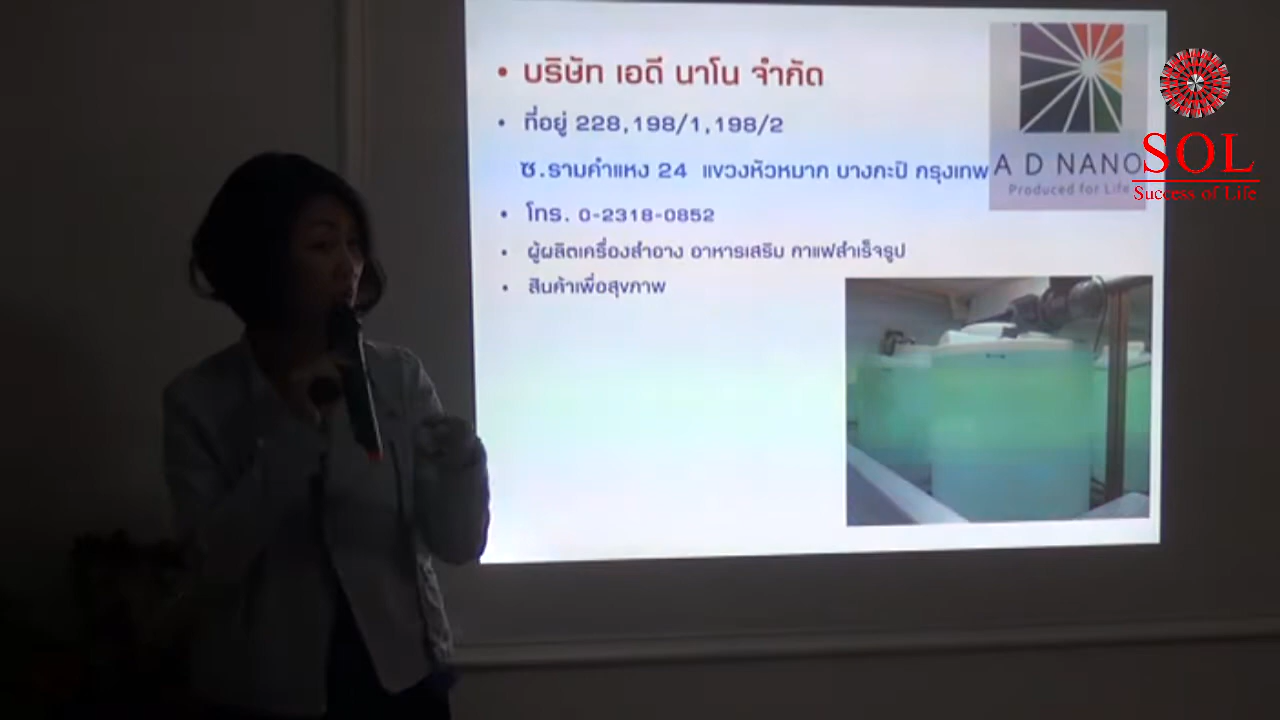 • บริษัท เอดี นาโน จำกัด
• ที่อยู่ 228,198/1,198/2
ซ.รามคำแหง 24 แขวงหัวหมาก บางกะปิ กรุงเทพ
• โทร. 0-2318-0852
• ผู้ผลิตเครื่องสำอาง อาหารเสริม กาแฟสำเร็จรูป
• สินค้าเพื่อสุขภาพ
A D NANO
Produced for Life
SOL
Success of Life